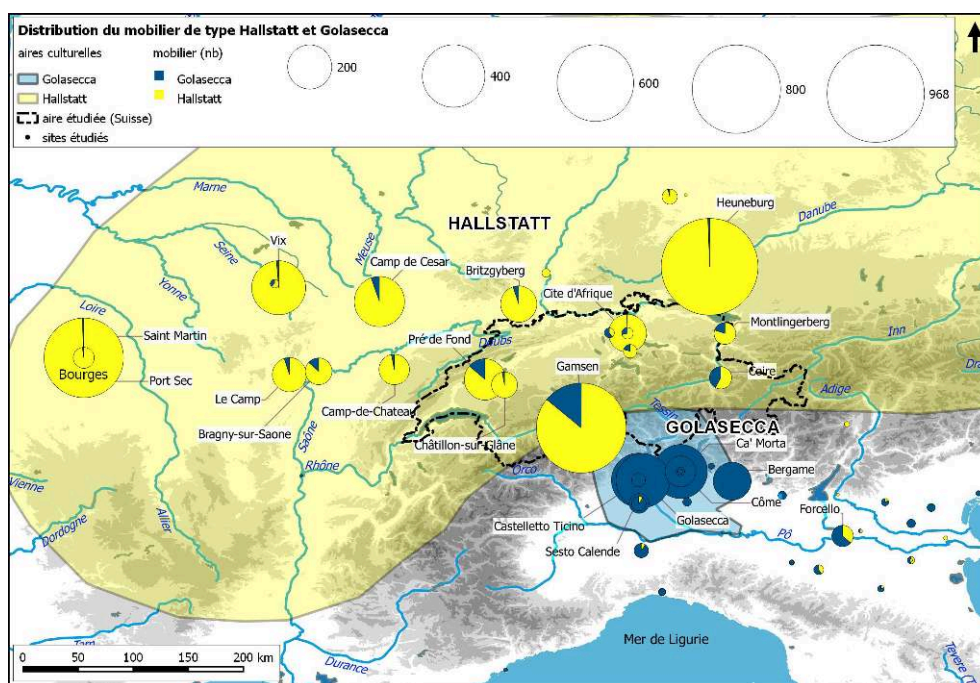 Distribution du mobilier de type Hallstatt et Golasecca
aires culturelles
mobilier (nb)
Golasecca
Hallstatt
Golasecca
Hallstatt
aire étudiée (Suisse)
sites étudiés
200
400
600
800
968
Marne
HALLSTATT
Heuneburg
Danube
Vix
Seine
Meuse
Camp de Cesar
Britzgyberg
Yonne
Cite d'Afrique
Loire
Saint Martin
Montlingerberg
Inn
Doubs
Pré de Fond
Gamsen
Bourges
Port Sec
Coire
Adige
Le Camp
Camp-de-Chateau
Tessin
Bragny-sur-Saone
Saône
Châtillon-sur-Glâne
GOLASECCA
Ca' Morta
Rhône
Orco
Bergame
Vienne
Allier
Côme
Forcello
Castelletto Ticino
Golasecca
Dordogne
Sesto Calende
Pô
Mer de Ligurie
Tarn
Durance
Tevere
0 50 100 150 200 km